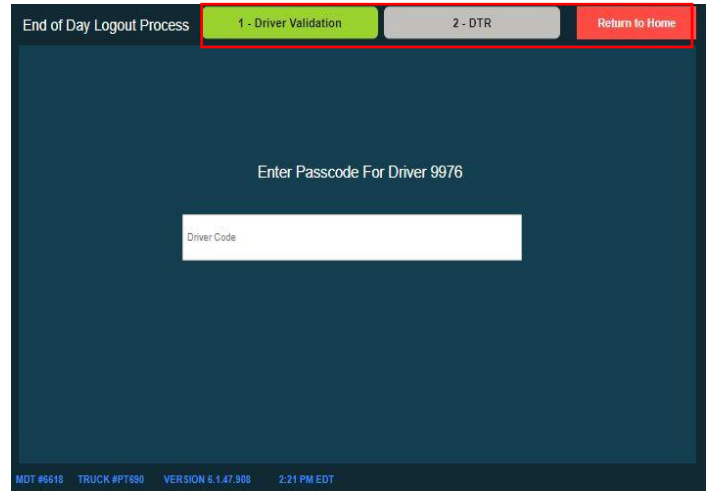 End of Day Logout Process 1 - Driver Validation 2 - DTR Return to Home
Enter Passcode For Driver 9976
Driver Code
MDT #6618 TRUCK #PT690 VERSION 6.1.47.908 2:21 PM EDT